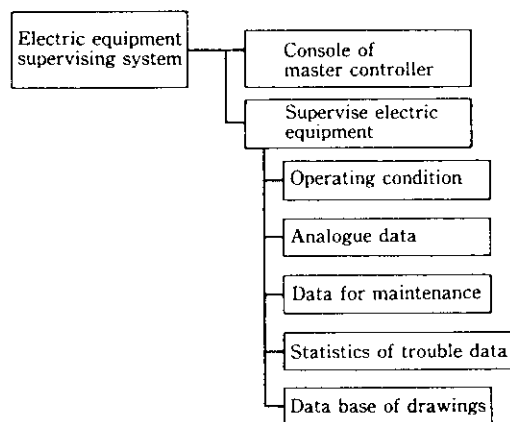 Electric equipment
supervising system
Console of
master controller
Supervise electric
equipment
Operating condition
Analogue data
Data for maintenance
Statistics of trouble data
Data base of drawings